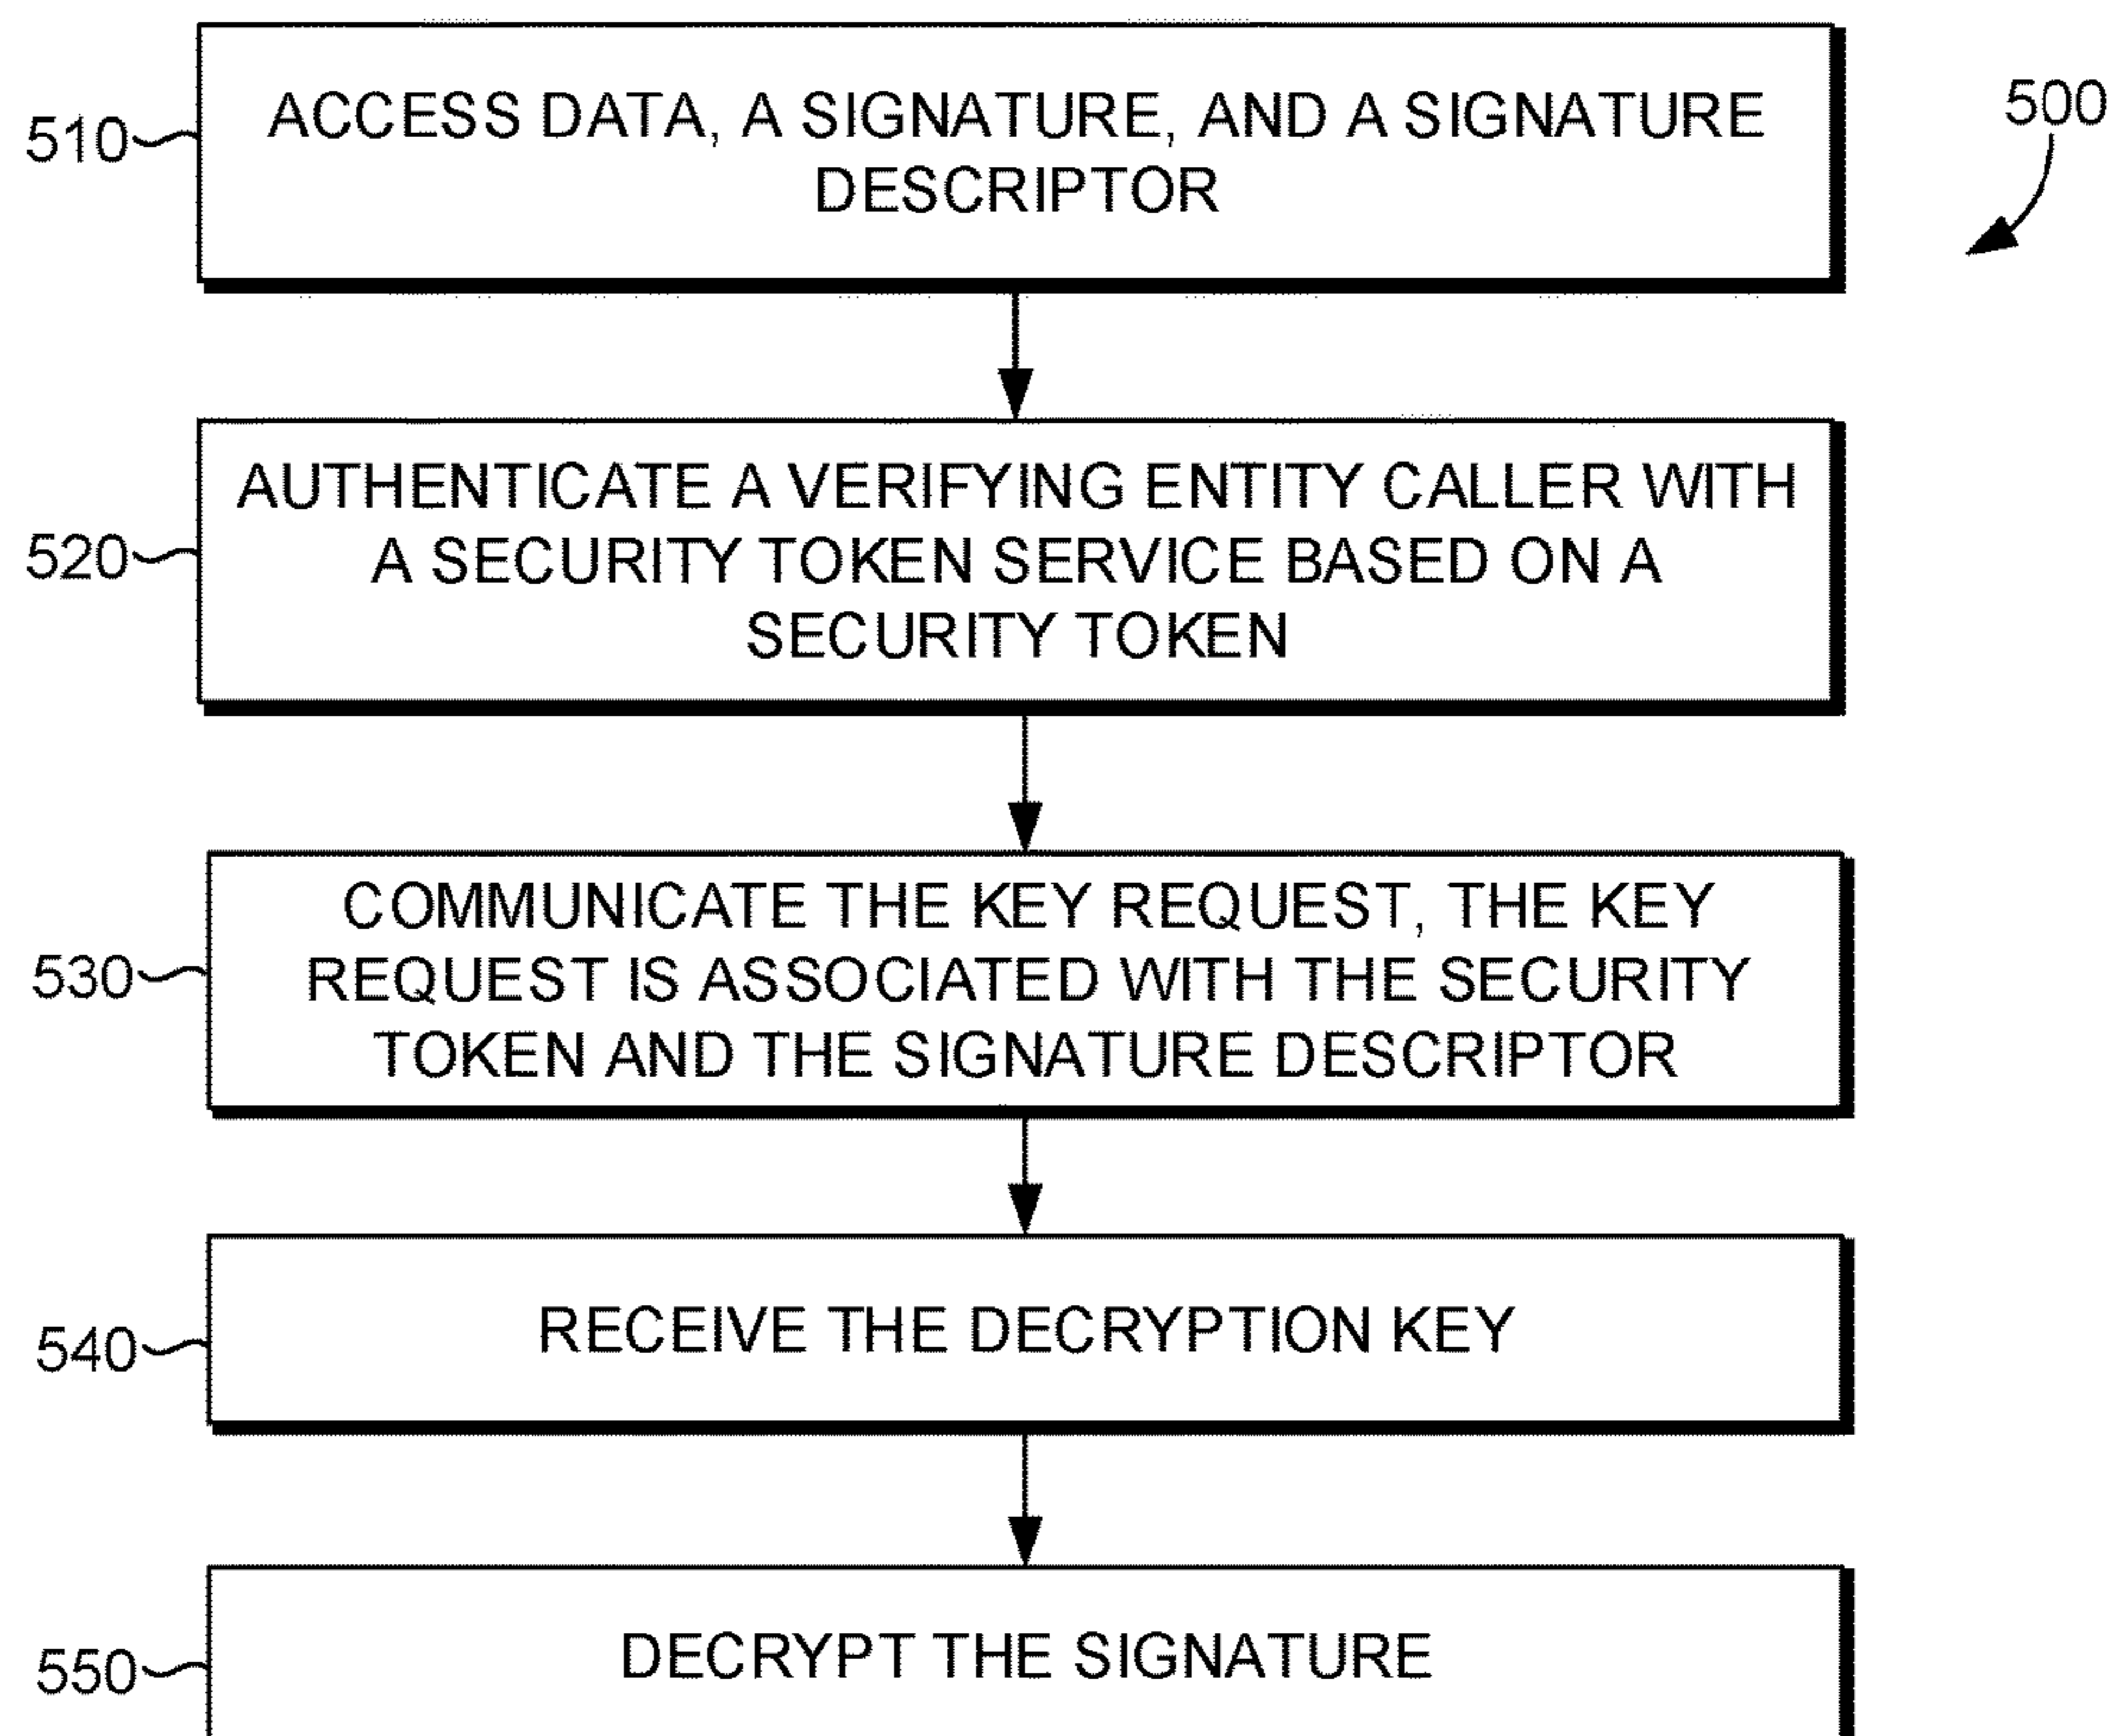 500
510
ACCESS DATA, A SIGNATURE, AND A SIGNATURE
DESCRIPTOR
520
AUTHENTICATE A VERIFYING ENTITY CALLER WITH
A SECURITY TOKEN SERVICE BASED ON A
SECURITY TOKEN
530
COMMUNICATE THE KEY REQUEST, THE KEY
REQUEST IS ASSOCIATED WITH THE SECURITY
TOKEN AND THE SIGNATURE DESCRIPTOR
540
RECEIVE THE DECRYPTION KEY
550
DECRYPT THE SIGNATURE